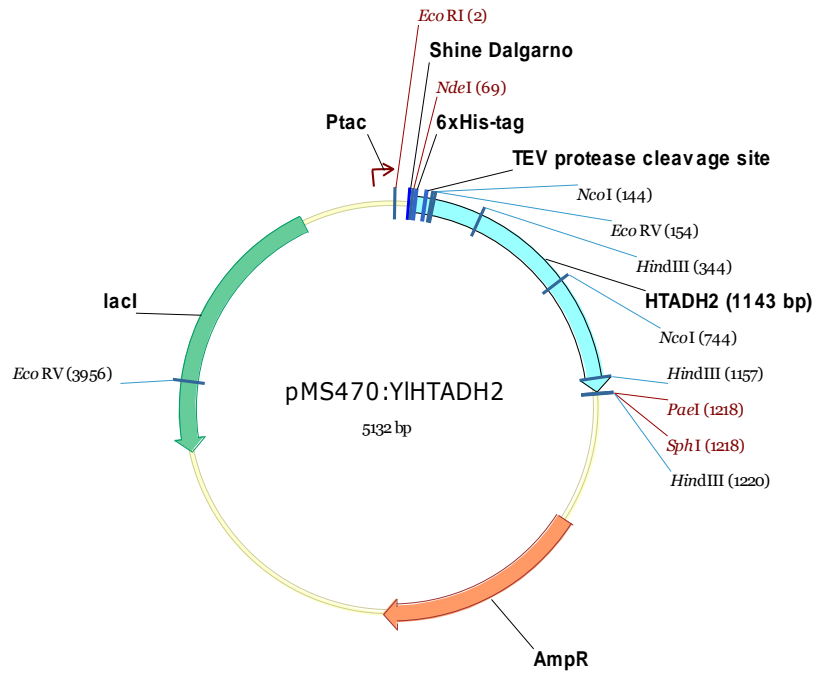 EcoRI (2)
Shine Dalgarno
NdeI (69)
Ptac
6xHis-tag
TEV protease cleavage site
NcoI (144)
EcoRV (154)
HindIII (344)
lacI
HTADH2 (1143 bp)
NcoI (744)
EcoRV (3956)
HindIII (1157)
pMS470:YlHTADH2
PaeI (1218)
5132 bp
SphI (1218)
HindIII (1220)
AmpR